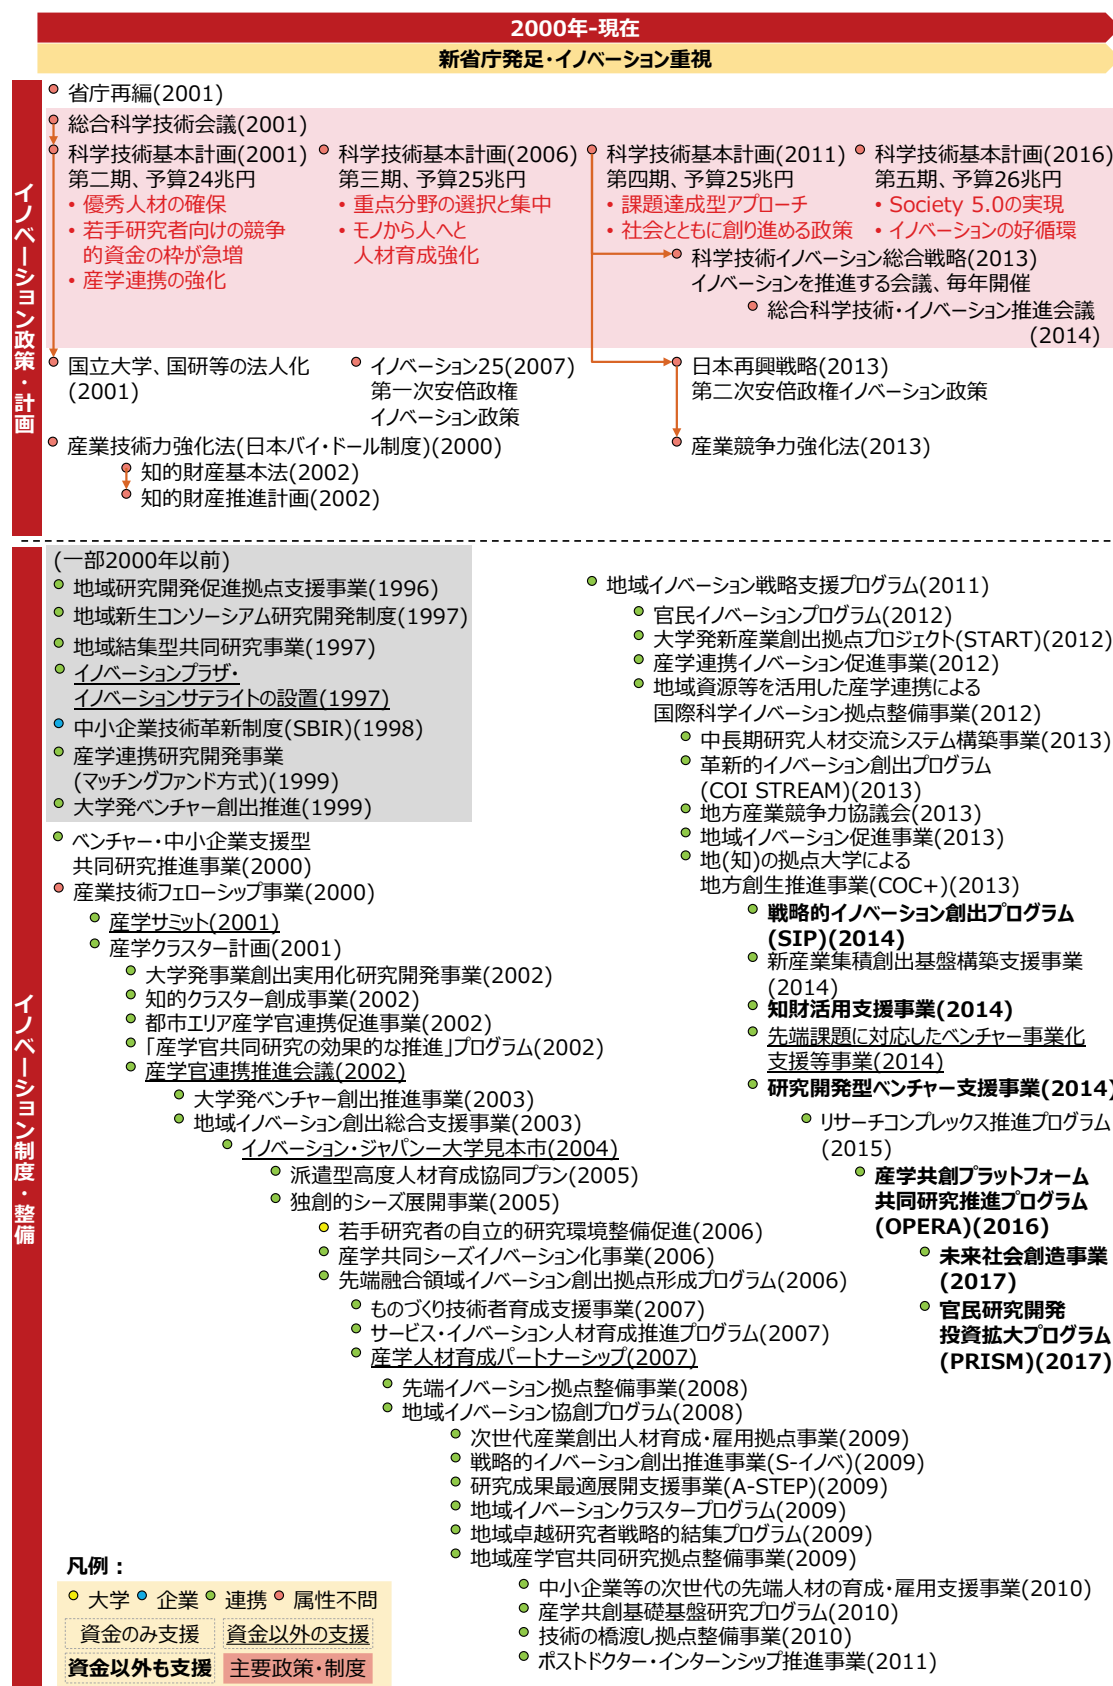 2000年-現在
新省庁発足・イノベーション重視
イノベーション政策・計画
省庁再編(2001)
総合科学技術会議(2001)
科学技術基本計画(2001)
第二期、予算24兆円
・優秀人材の確保
・若手研究者向けの競争
的資金の枠が急増
・産学連携の強化
科学技術基本計画(2006)
第三期、予算25兆円
・重点分野の選択と集中
・モノから人へと
人材育成強化
科学技術基本計画(2011)
第四期、予算25兆円
・課題達成型アプローチ
・社会とともに創り進める政策
科学技術基本計画(2016)
第五期、予算26兆円
・Society 5.0の実現
・イノベーションの好循環
科学技術イノベーション総合戦略(2013)
イノベーションを推進する会議、毎年開催
総合科学技術・イノベーション推進会議
(2014)
国立大学、国研等の法人化
(2001)
イノベーション25(2007)
第一次安倍政権
イノベーション政策
日本再興戦略(2013)
第二次安倍政権イノベーション政策
産業技術力強化法(日本バイ・ドール制度)(2000)
産業競争力強化法(2013)
知的財産基本法(2002)
知的財産推進計画(2002)
イノベーション制度・整備
(一部2000年以前)
地域研究開発促進拠点支援事業(1996)
地域新生コンソーシアム研究開発制度(1997)
地域結集型共同研究事業(1997)
イノベーションプラザ・
イノベーションサテライトの設置(1997)
中小企業技術革新制度(SBIR)(1998)
産学連携研究開発事業
(マッチングファンド方式)(1999)
大学発ベンチャー創出推進(1999)
ベンチャー・中小企業支援型
共同研究推進事業(2000)
産業技術フェローシップ事業(2000)
産学サミット(2001)
産学クラスター計画(2001)
大学発事業創出実用化研究開発事業(2002)
知的クラスター創成事業(2002)
都市エリア産学官連携促進事業(2002)
「産学官共同研究の効果的な推進」プログラム(2002)
産学官連携推進会議(2002)
大学発ベンチャー創出推進事業(2003)
地域イノベーション創出総合支援事業(2003)
イノベーション・ジャパンー大学見本市(2004)
派遣型高度人材育成協同プラン(2005)
独創的シーズ展開事業(2005)
若手研究者の自立的研究環境整備促進(2006)
産学共同シーズイノベーション化事業(2006)
先端融合領域イノベーション創出拠点形成プログラム(2006)
ものづくり技術者育成支援事業(2007)
サービス・イノベーション人材育成推進プログラム(2007)
産学人材育成パートナーシップ(2007)
先端イノベーション拠点整備事業(2008)
地域イノベーション協創プログラム(2008)
次世代産業創出人材育成・雇用拠点事業(2009)
戦略的イノベーション創出推進事業(S-イノベ)(2009)
研究成果最適展開支援事業(A-STEP)(2009)
地域イノベーションクラスタープログラム(2009)
地域卓越研究者戦略的結集プログラム(2009)
地域産学官共同研究拠点整備事業(2009)
中小企業等の次世代の先端人材の育成・雇用支援事業(2010)
産学共創基礎基盤研究プログラム(2010)
技術の橋渡し拠点整備事業(2010)
ポストドクター・インターンシップ推進事業(2011)
地域イノベーション戦略支援プログラム(2011)
官民イノベーションプログラム(2012)
大学発新産業創出拠点プロジェクト(START)(2012)
産学連携イノベーション促進事業(2012)
地域資源等を活用した産学連携による
国際科学イノベーション拠点整備事業(2012)
中長期研究人材交流システム構築事業(2013)
革新的イノベーション創出プログラム
(COI STREAM)(2013)
地方産業競争力協議会(2013)
地域イノベーション促進事業(2013)
地(知)の拠点大学による
地方創生推進事業(COC+)(2013)
戦略的イノベーション創出プログラム
(SIP)(2014)
新産業集積創出基盤構築支援事業
(2014)
知財活用支援事業(2014)
先端課題に対応したベンチャー事業化
支援等事業(2014)
研究開発型ベンチャー支援事業(2014)
リサーチコンプレックス推進プログラム
(2015)
産学共創プラットフォーム
共同研究推進プログラム
(OPERA)(2016)
未来社会創造事業
(2017)
官民研究開発
投資拡大プログラム
(PRISM)(2017)
凡例：
大学 企業 連携 属性不問
資金のみ支援 資金以外の支援
資金以外も支援 主要政策・制度